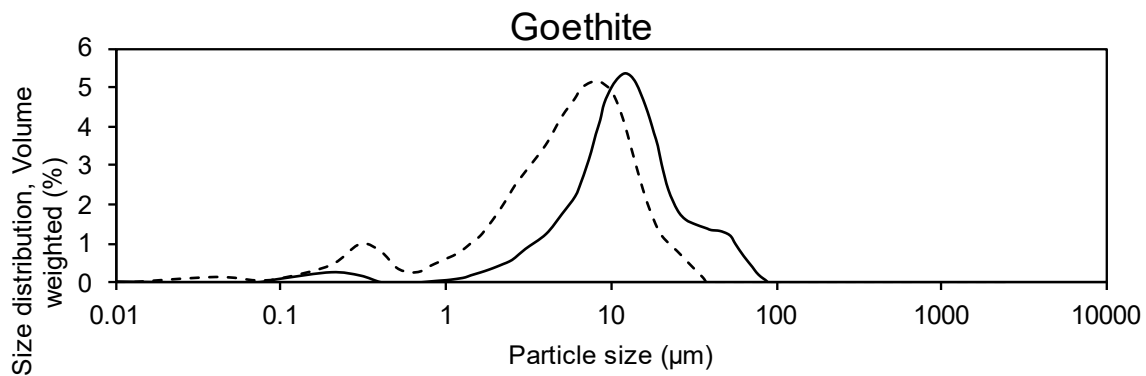 Goethite
Size distribution, Volume
weighted (%)
6
5
4
3
2
1
0
0.01 0.1 1 10 100 1000 10000
Particle size (µm)